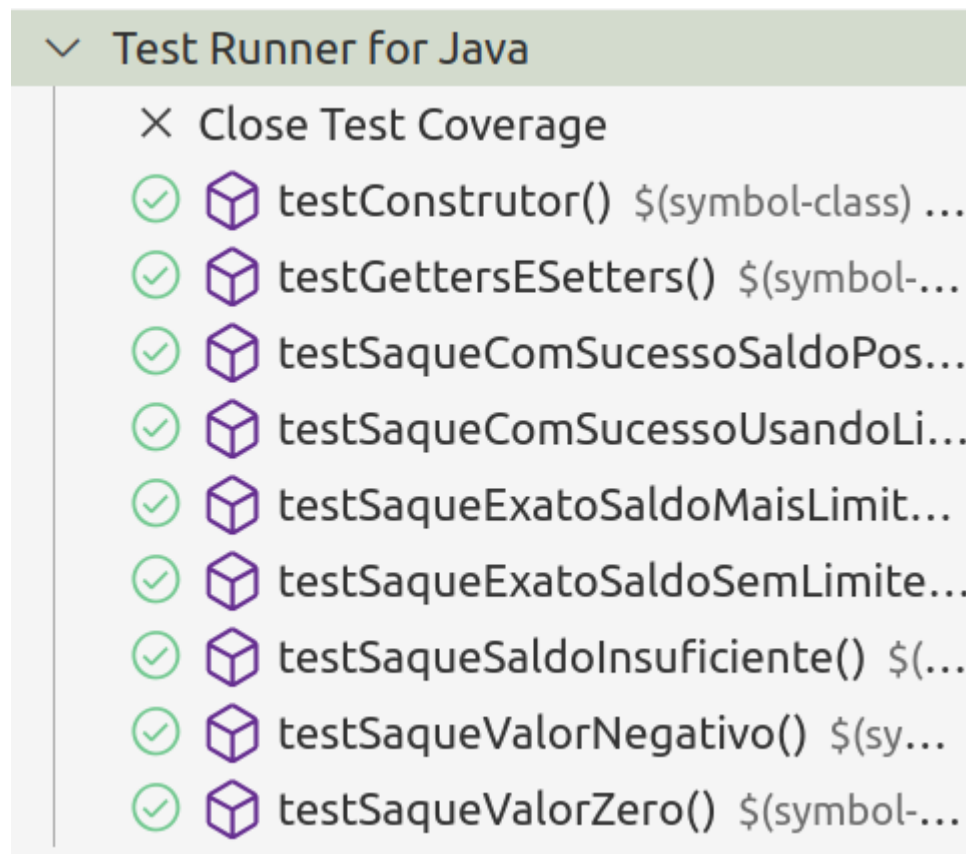 Test Runner for Java
Close Test Coverage
testConstrutor() $(symbol-class) ...
testGettersESetters() $(symbol-...
testSaqueComSucessoSaldoPos...
testSaqueComSucessoUsandoLi...
testSaqueExatoSaldoMaisLimit...
testSaqueExatoSaldoSemLimite...
testSaqueSaldoInsuficiente() $(...
testSaqueValorNegativo() $(sy...
testSaqueValorZero() $(symbol-...